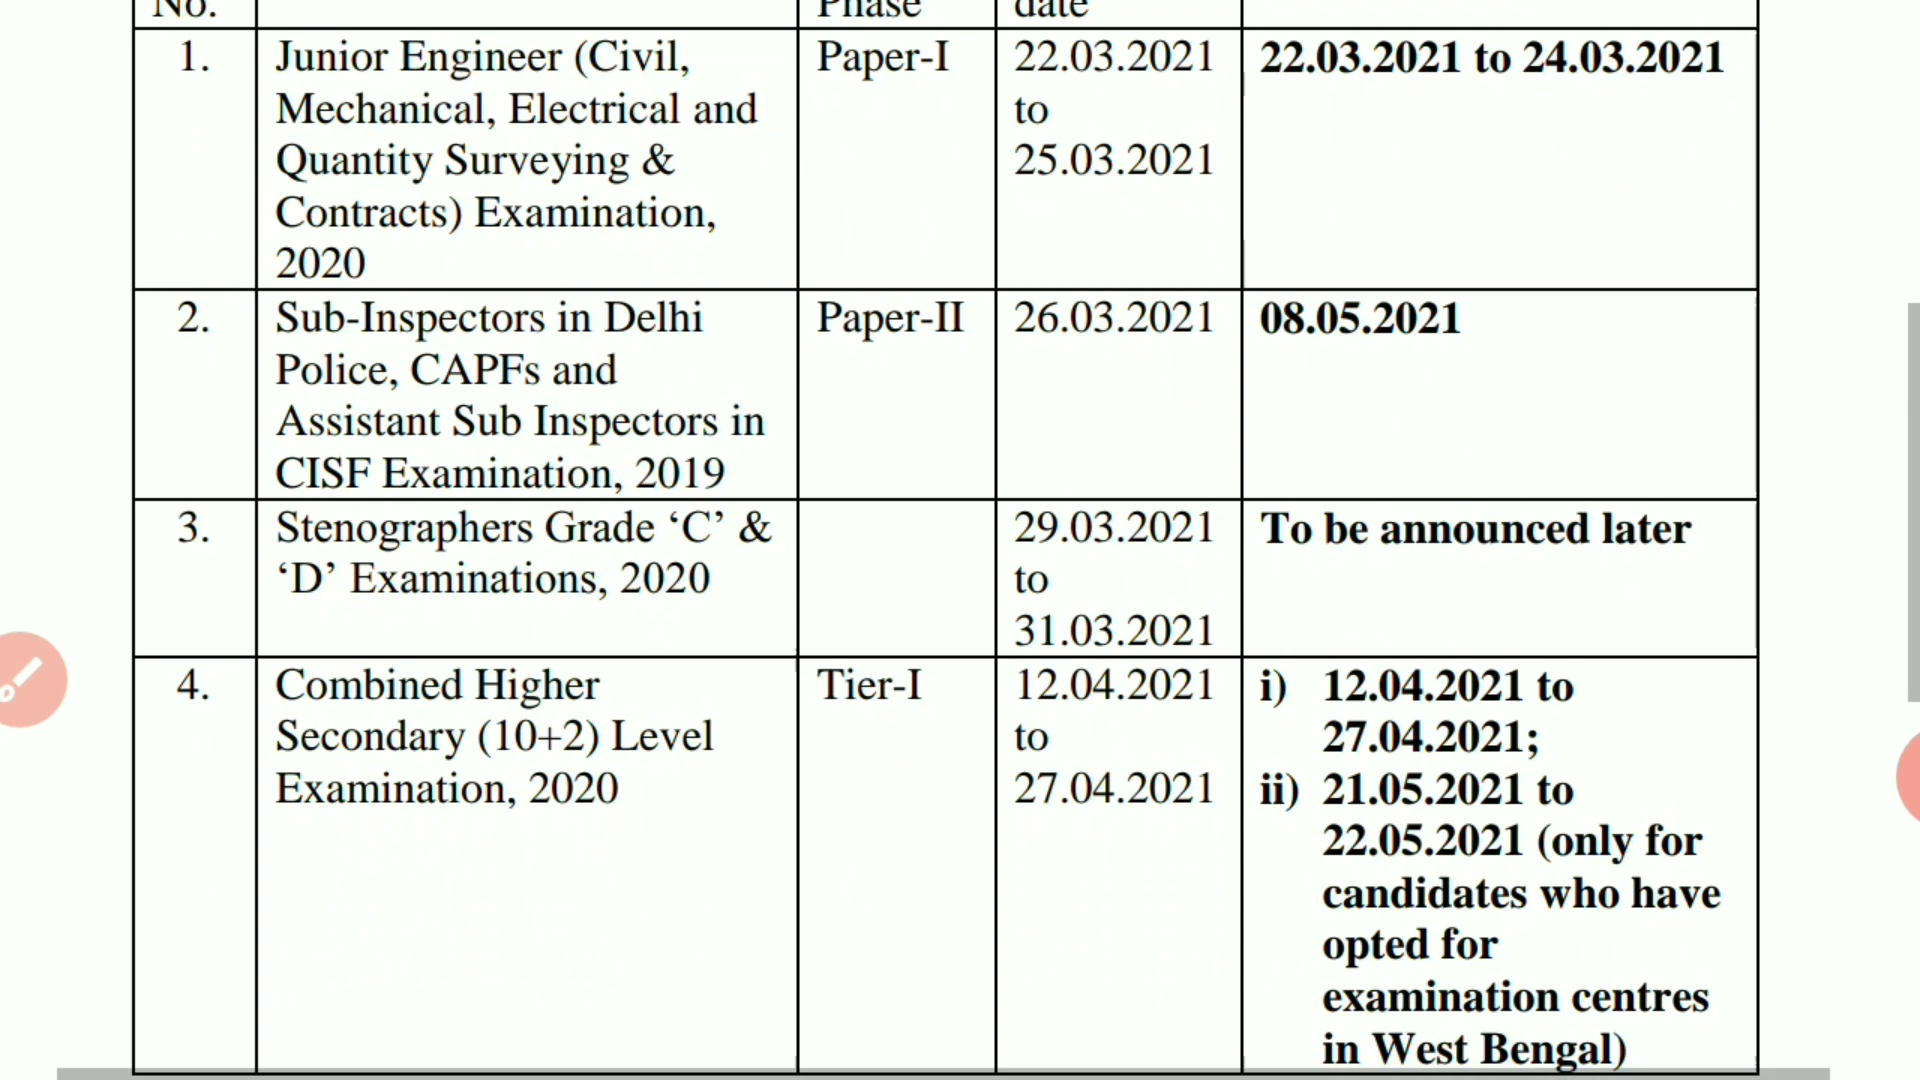 No.
Phase
date
1.
Junior Engineer (Civil,
Mechanical, Electrical and
Quantity Surveying &
Contracts) Examination,
2020
Paper-I
22.03.2021
to
25.03.2021
22.03.2021 to 24.03.2021
2.
Sub-Inspectors in Delhi
Police, CAPFs and
Assistant Sub Inspectors in
CISF Examination, 2019
Paper-II
26.03.2021
08.05.2021
3.
Stenographers Grade ‘C’ &
‘D’ Examinations, 2020
29.03.2021
to
31.03.2021
To be announced later
4.
Combined Higher
Secondary (10+2) Level
Examination, 2020
Tier-I
12.04.2021
to
27.04.2021
i) 12.04.2021 to
27.04.2021;
ii) 21.05.2021 to
22.05.2021 (only for
candidates who have
opted for
examination centres
in West Bengal)